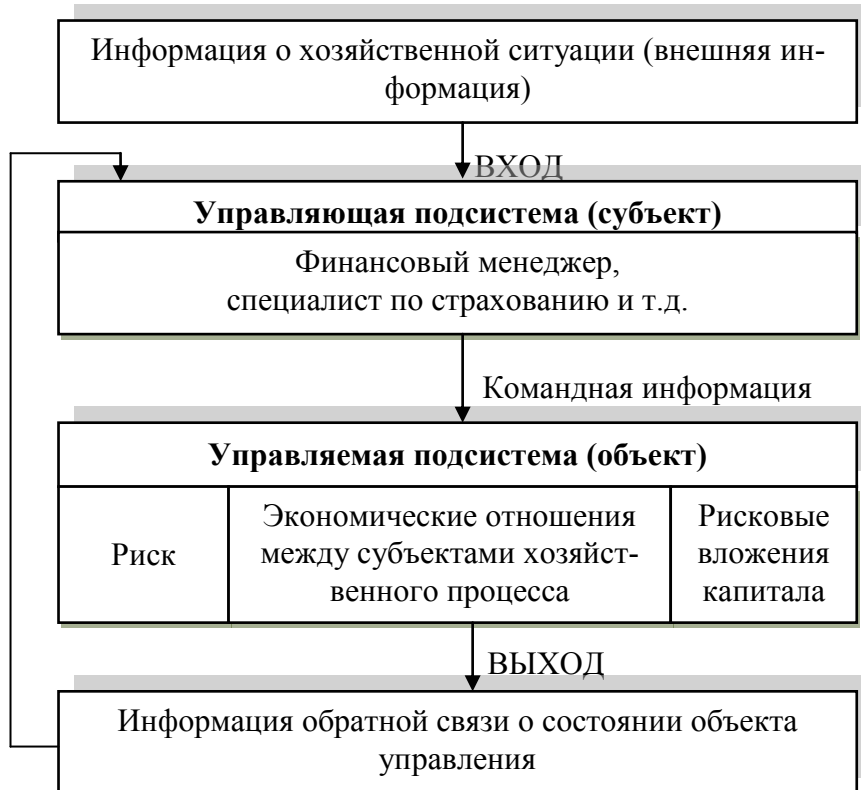 Информация о хозяйственной ситуации (внешняя ин-
формация)
ВХОД
Управляющая подсистема (субъект)
Финансовый менеджер,
специалист по страхованию и т.д.
Командная информация
Управляемая подсистема (объект)
Риск
Экономические отношения
между субъектами хозяйст-
венного процесса
Рисковые
вложения
капитала
ВЫХОД
Информация обратной связи о состоянии объекта
управления